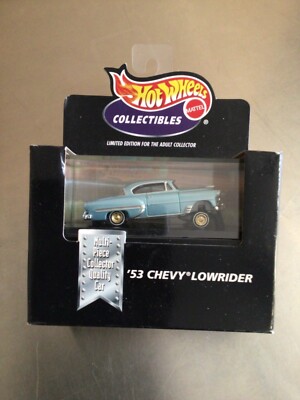 Hot Wheels
MATTEL
COLLECTIBLES
LIMITED EDITION FOR THE ADULT COLLECTOR
Multi-
Piece
Collector
Quality
Car
'53 CHEVY® LOWRIDER